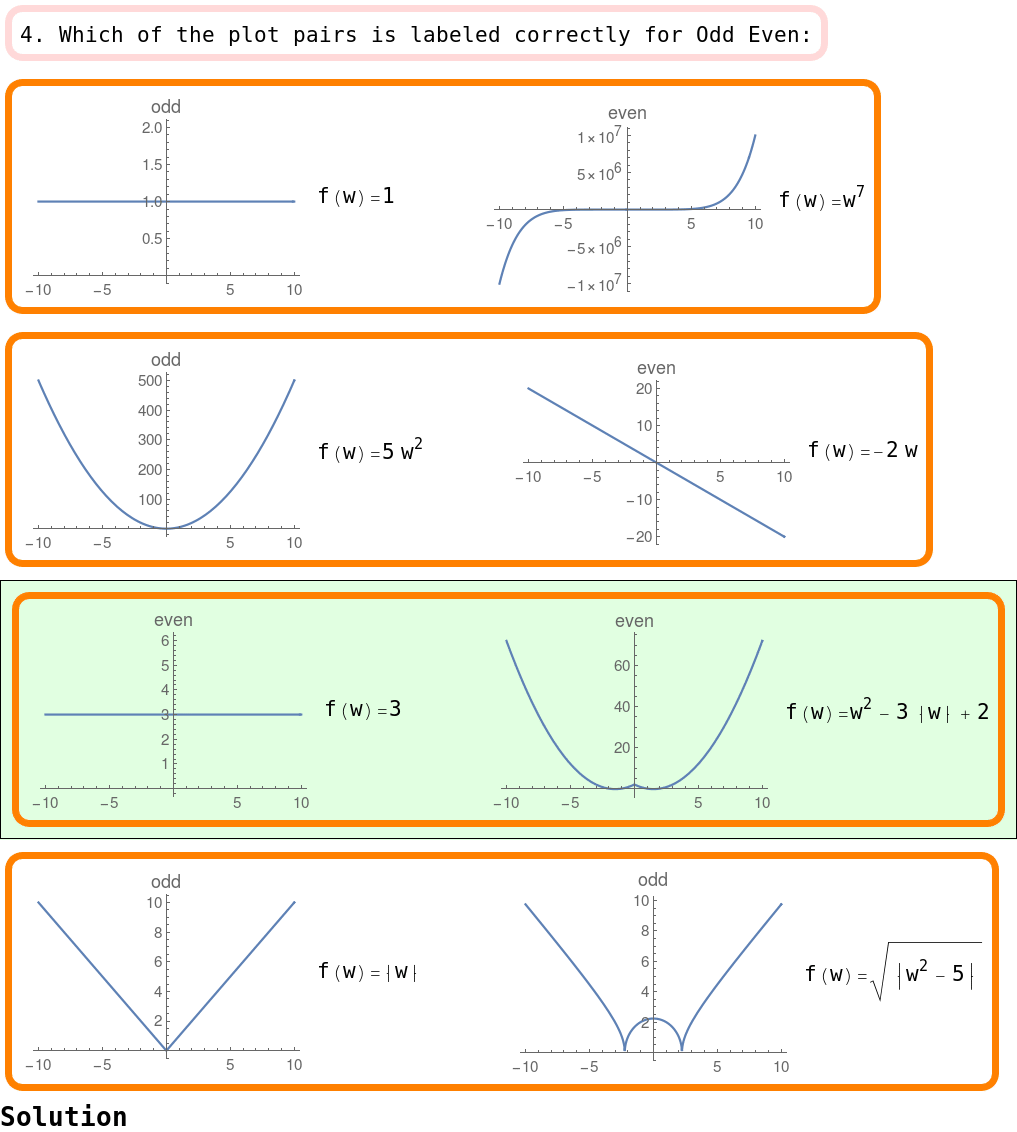 4. Which of the plot pairs is labeled correctly for Odd Even:
odd
2.0
1.5
1.0
0.5
−10 −5 5 10
f(w)=1
even
1×10^7
5×10^6
−10 −5 5 10
−5×10^6
−1×10^7
f(w)=w^7
odd
500
400
300
200
100
−10 −5 5 10
f(w)=5 w^2
even
20
10
−10 −5 5 10
−10
−20
f(w)=−2 w
even
6
5
4
3
2
1
−10 −5 5 10
f(w)=3
even
60
40
20
−10 −5 5 10
f(w)=w^2 − 3 |w| + 2
odd
10
8
6
4
2
−10 −5 5 10
f(w)=|w|
odd
10
8
6
4
2
−10 −5 5 10
f(w)=√|w^2 − 5|
Solution